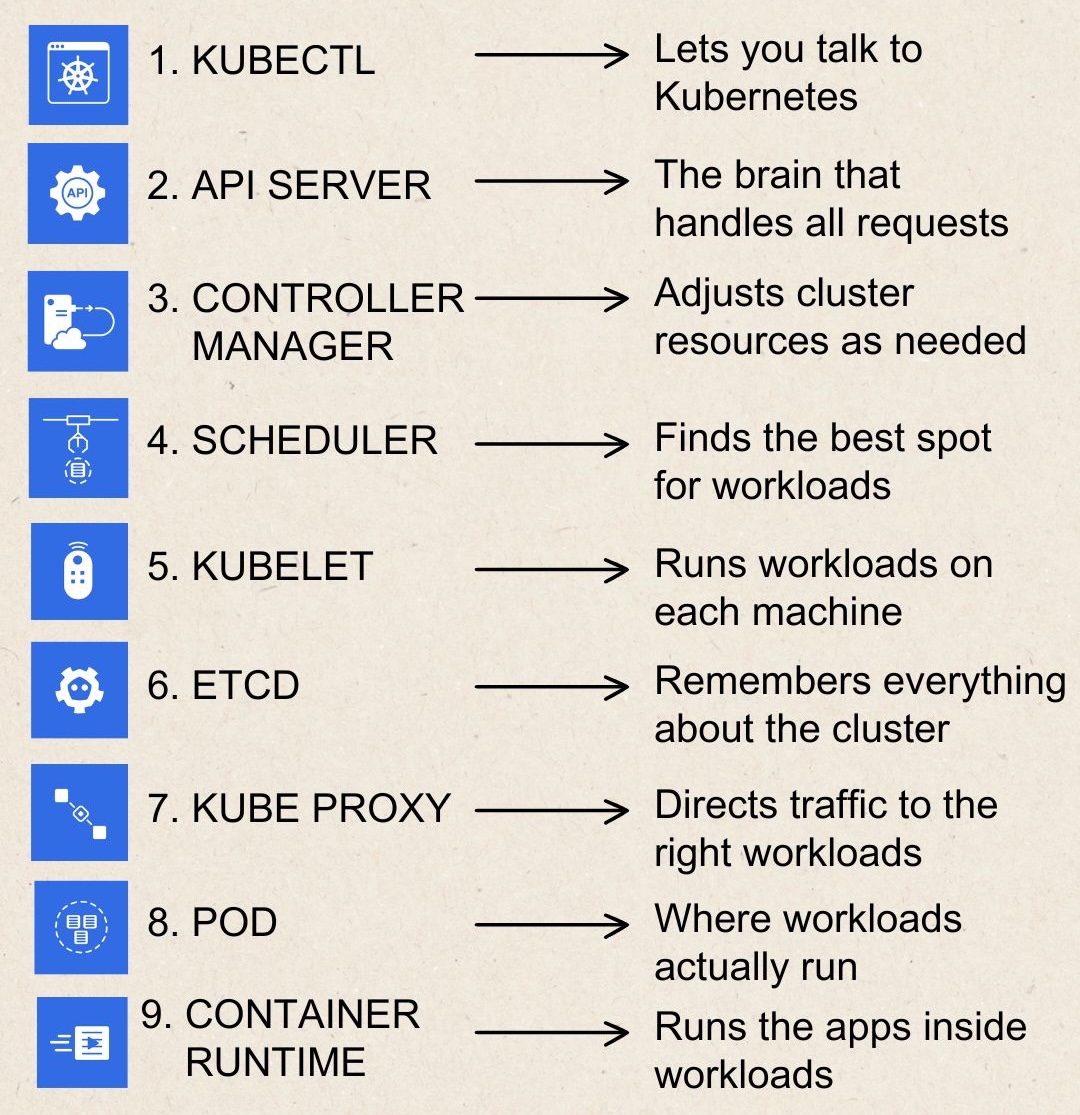 1. KUBECTL
Lets you talk to
Kubernetes
API
2. API SERVER
The brain that
handles all requests
3. CONTROLLER
MANAGER
Adjusts cluster
resources as needed
4. SCHEDULER
Finds the best spot
for workloads
5. KUBELET
Runs workloads on
each machine
6. ETCD
Remembers everything
about the cluster
7. KUBE PROXY
Directs traffic to the
right workloads
8. POD
Where workloads
actually run
9. CONTAINER
RUNTIME
Runs the apps inside
workloads